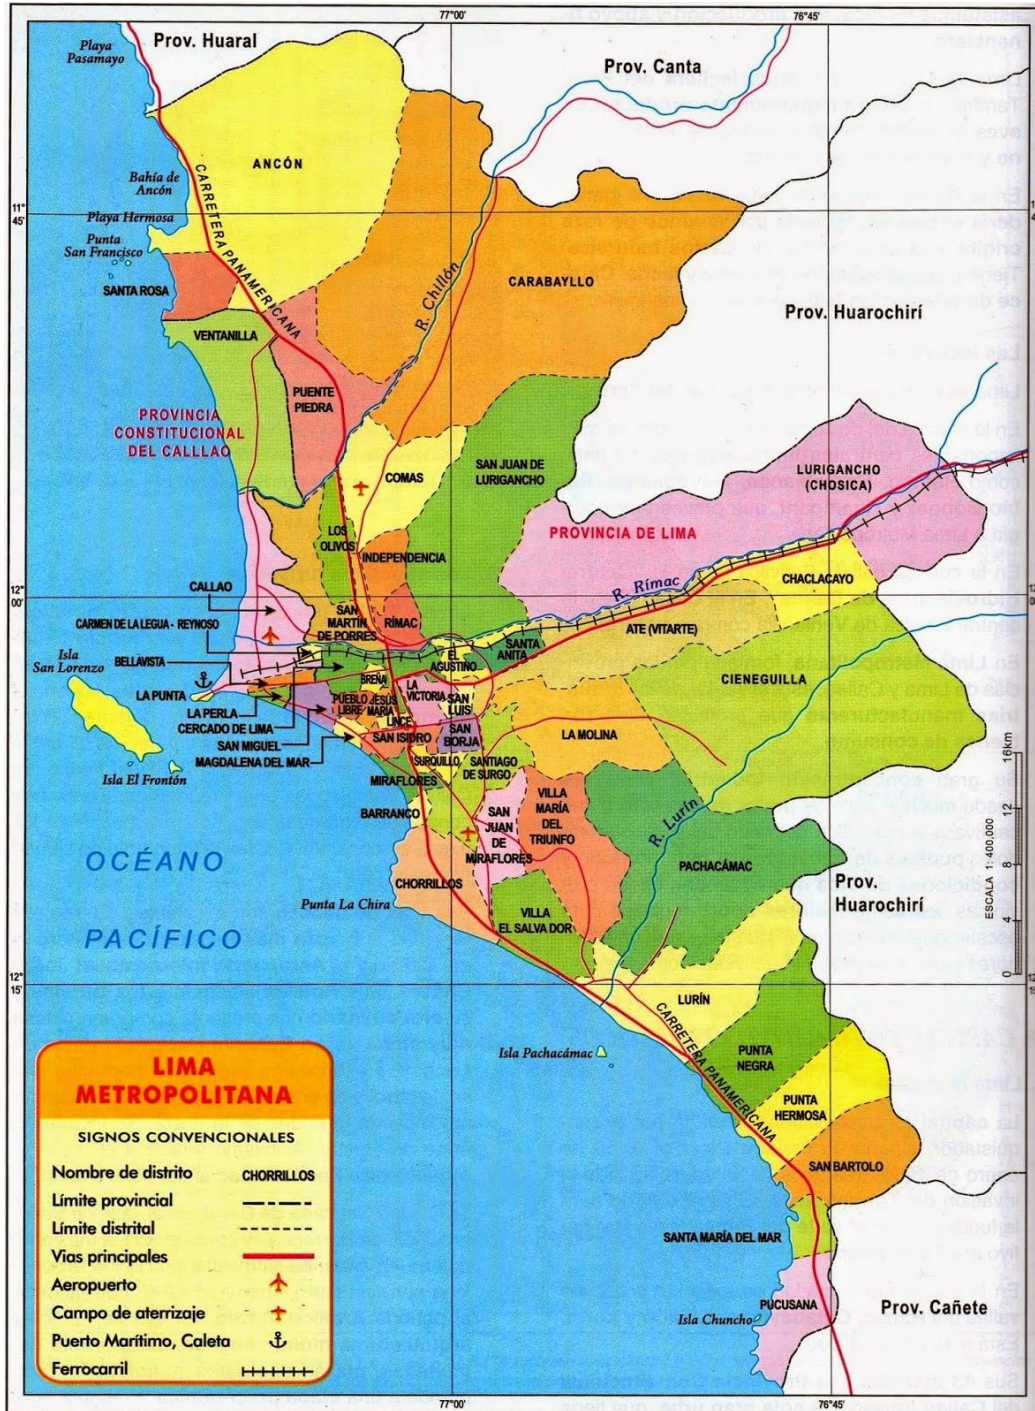 77°00'
76°45'
Prov. Huaral
Playa
Pasamayo
Prov. Canta
ANCÓN
CARRETERA PANAMERICANA
Bahía de
Ancón
11°
45'
Playa Hermosa
Punta
San Francisco
R. Chillón
CARABAYLLO
SANTA ROSA
Prov. Huarochirí
VENTANILLA
PUENTE
PIEDRA
PROVINCIA
CONSTITUCIONAL
DEL CALLLAO
COMAS
SAN JUAN DE
LURIGANCHO
LURIGANCHO
(CHOSICA)
PROVINCIA DE LIMA
LOS
OLIVOS
INDEPENDENCIA
CHACLACAYO
12°
00'
CALLAO
R. Rímac
SAN
MARTÍN
DE PORRES
RÍMAC
CARMEN DE LA LEGUA - REYNOSO
ATE (VITARTE)
SANTA
ANITA
EL
AGUSTINO
Isla
San Lorenzo
BELLAVISTA
BREÑA
CIENEGUILLA
LA PUNTA
PUEBLO
LIBRE
JESÚS
MARÍA
LA
VICTORIA
SAN
LUIS
LA PERLA
CERCADO DE LIMA
LINCE
SAN MIGUEL
SAN ISIDRO
SAN
BORJA
LA MOLINA
MAGDALENA DEL MAR
SURQUILLO
SANTIAGO
DE SURGO
Isla El Frontón
MIRAFLORES
BARRANCO
SAN
JUAN
DE
MIRAFLORES
VILLA
MARÍA
DEL
TRIUNFO
R. Lurín
PACHACÁMAC
OCÉANO
PACÍFICO
CHORRILLOS
Punta La Chira
VILLA
EL SALVADOR
Prov.
Huarochirí
16km
12
8
4
0
ESCALA 1:400,000
12°
15'
LURÍN
CARRETERA PANAMERICANA
Isla Pachacámac
PUNTA
NEGRA
PUNTA
HERMOSA
SAN BARTOLO
SANTA MARÍA DEL MAR
PUCUSANA
Isla Chuncho
Prov. Cañete
LIMA
METROPOLITANA
SIGNOS CONVENCIONALES
Nombre de distrito CHORRILLOS
Límite provincial
Límite distrital
Vias principales
Aeropuerto
Campo de aterrizaje
Puerto Marítimo, Caleta
Ferrocarril
77°00'
76°45'